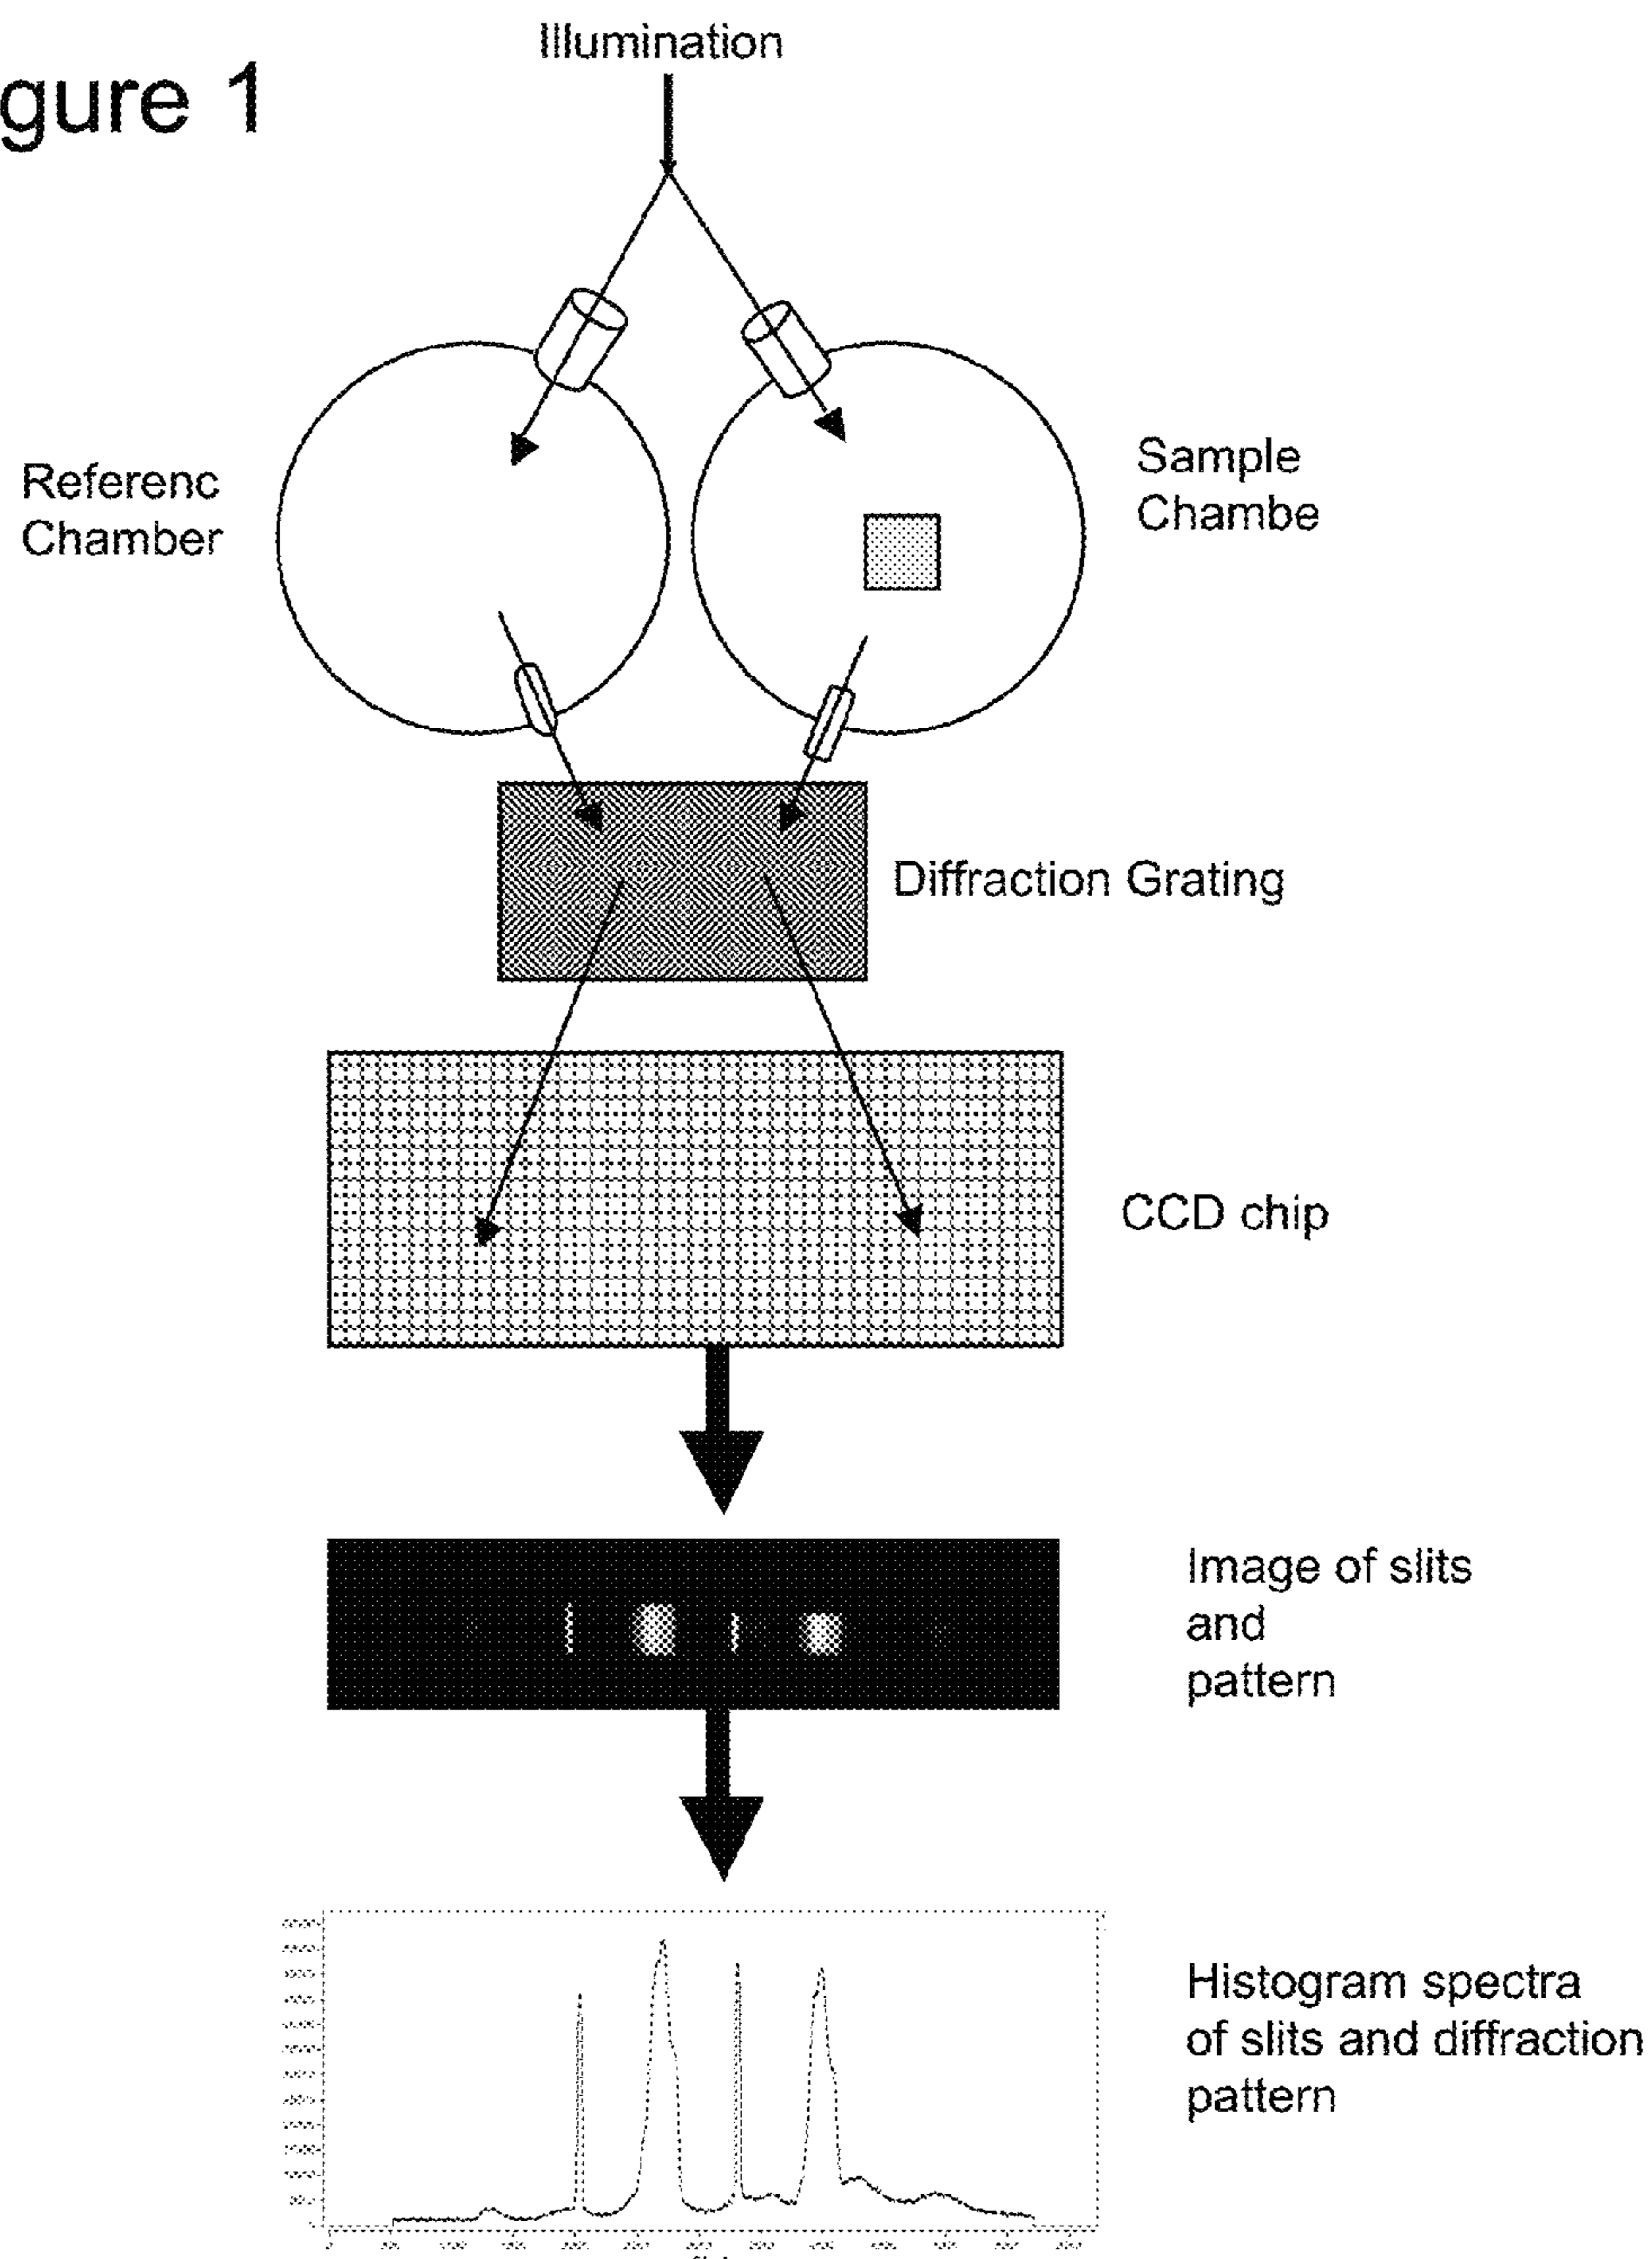 Illumination
gure 1
Referenc
Chamber
Sample
Chambe
Diffraction Grating
CCD chip
Image of slits
and
pattern
Histogram spectra
of slits and diffraction
pattern